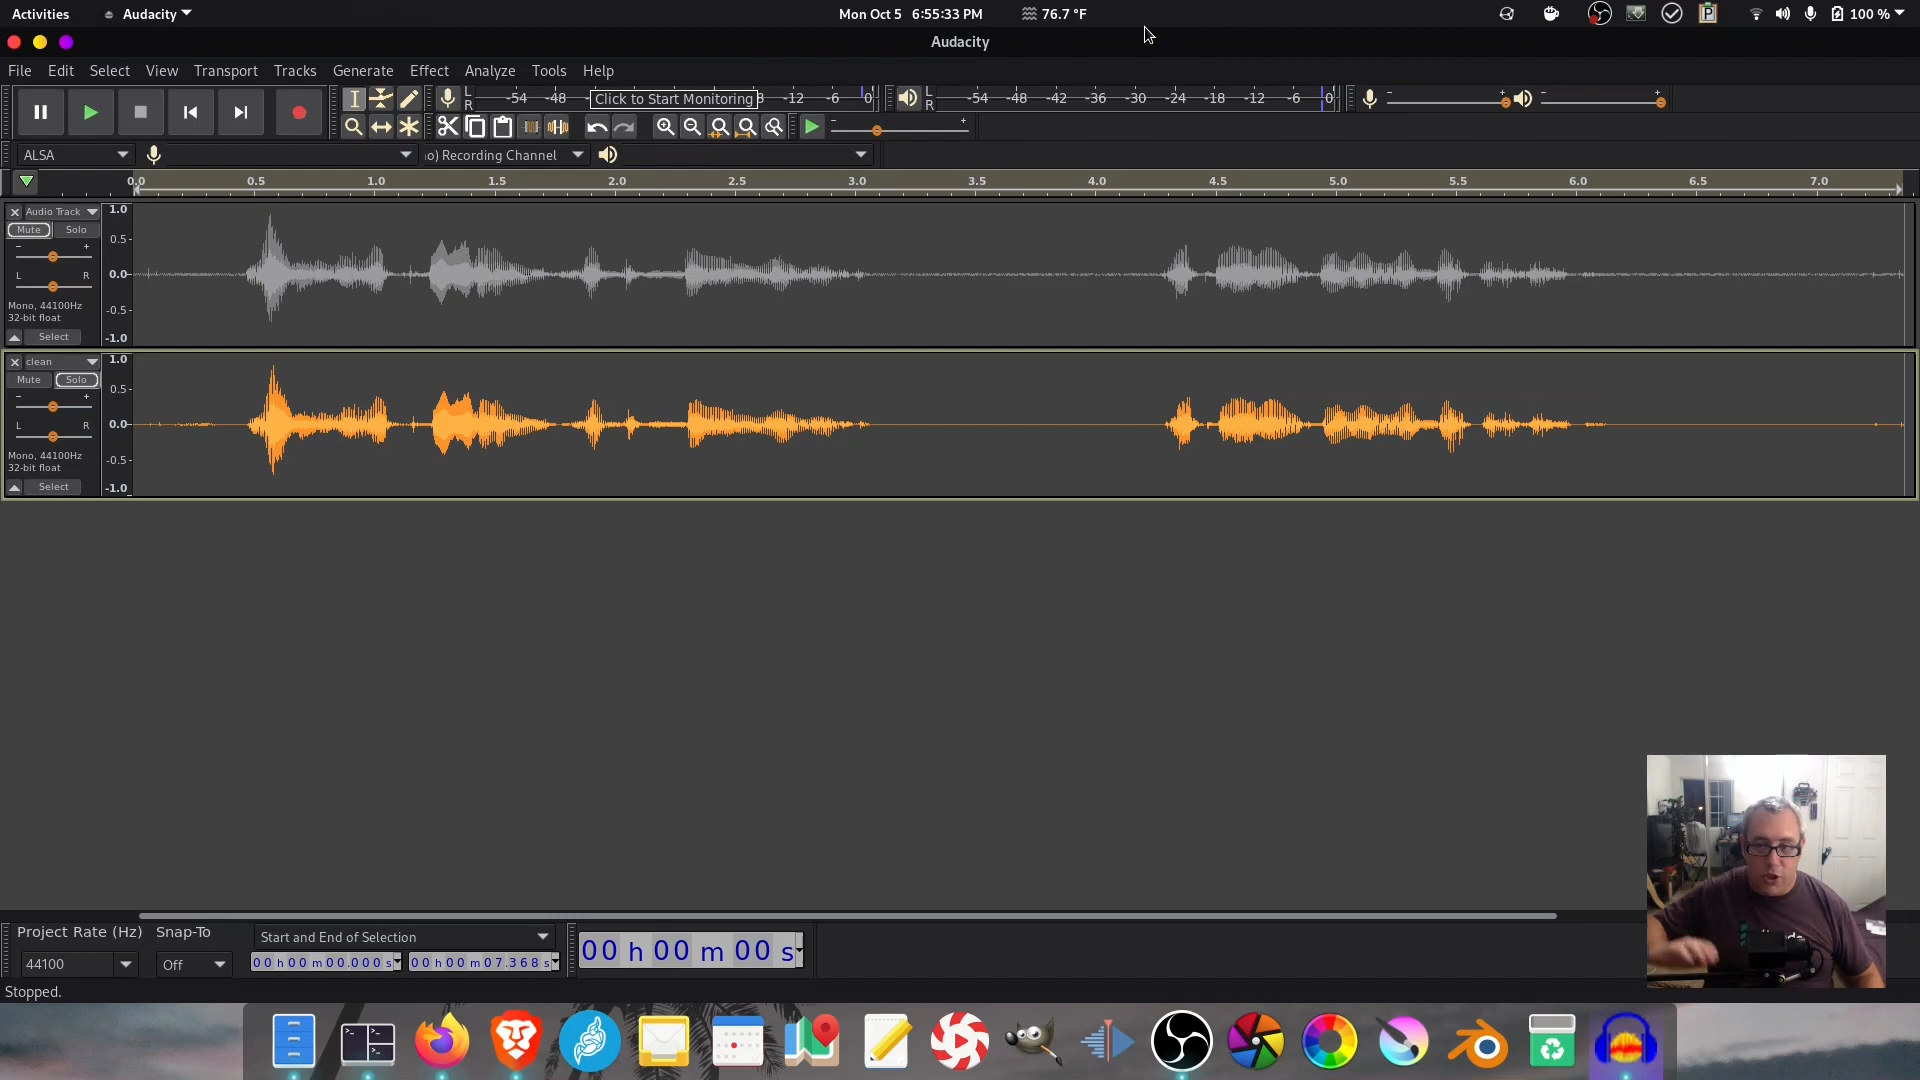 Activities Audacity Mon Oct 5 6:55:33 PM 76.7 °F 100 %
Audacity
File Edit Select View Transport Tracks Generate Effect Analyze Tools Help
L R -54 -48 Click to Start Monitoring 8 -12 -6 0 L R -54 -48 -42 -36 -30 -24 -18 -12 -6 0 - + - +
- +
ALSA o) Recording Channel
0.0 0.5 1.0 1.5 2.0 2.5 3.0 3.5 4.0 4.5 5.0 5.5 6.0 6.5 7.0
Audio Track 1.0
Mute Solo
- + 0.5
L R 0.0
Mono, 44100Hz -0.5
32-bit float
Select -1.0
clean 1.0
Mute Solo
- + 0.5
L R 0.0
Mono, 44100Hz -0.5
32-bit float
Select -1.0
Project Rate (Hz) Snap-To Start and End of Selection
44100 Off 00 h 00 m 00.000 s 00 h 00 m 07.368 s 00 h 00 m 00 s
Stopped.